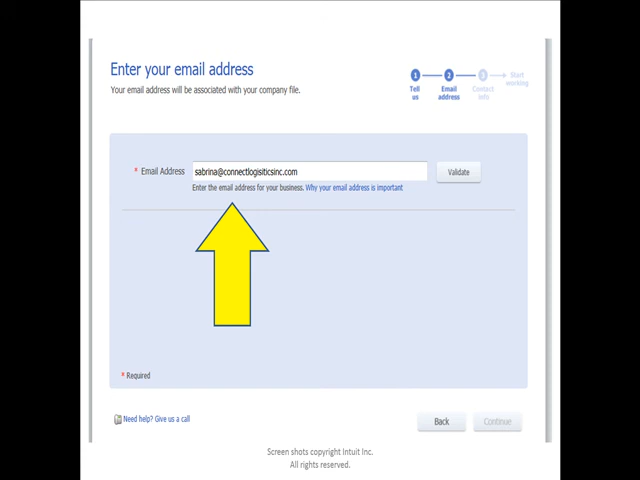 Enter your email address
Your email address will be associated with your company file.
1 2 3 Start working
Tell us Email address Contact info
* Email Address sabrina@connectlogisiticsinc.com Validate
Enter the email address for your business. Why your email address is important
* Required
Need help? Give us a call Back Continue
Screen shots copyright Intuit Inc.
All rights reserved.